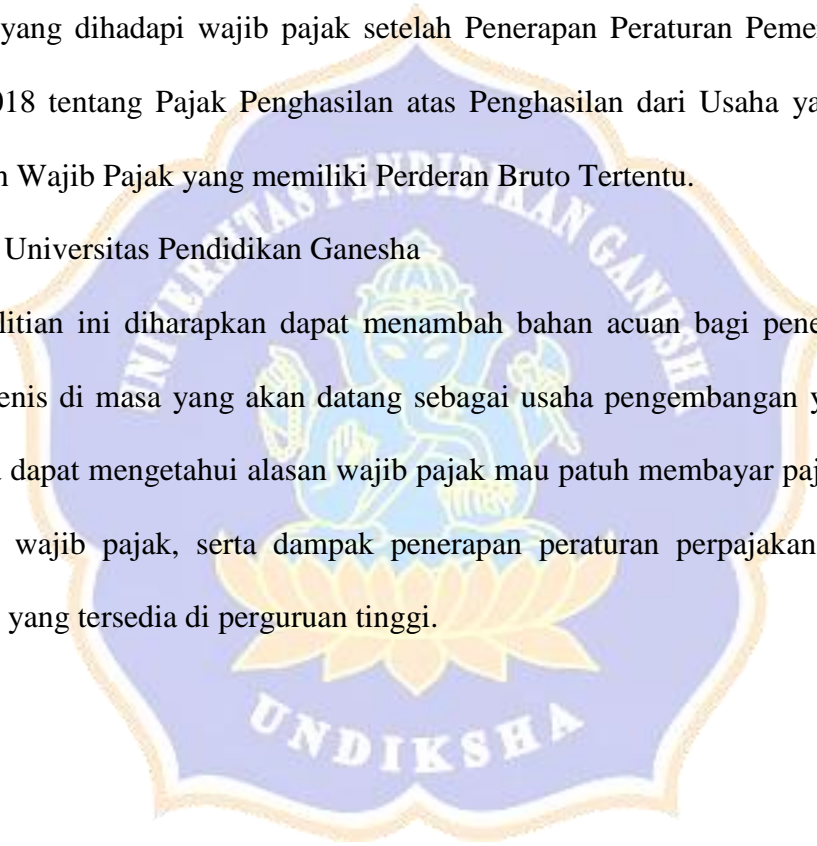 yang dihadapi wajib pajak setelah Penerapan Peraturan Peme
018 tentang Pajak Penghasilan atas Penghasilan dari Usaha ya
n Wajib Pajak yang memiliki Perderan Bruto Tertentu.
Universitas Pendidikan Ganesha
litian ini diharapkan dapat menambah bahan acuan bagi pene
enis di masa yang akan datang sebagai usaha pengembangan y
dapat mengetahui alasan wajib pajak mau patuh membayar paj
wajib pajak, serta dampak penerapan peraturan perpajakan
yang tersedia di perguruan tinggi.
UNIVERSITAS PENDIDIKAN GANESHA
UNDIKSHA